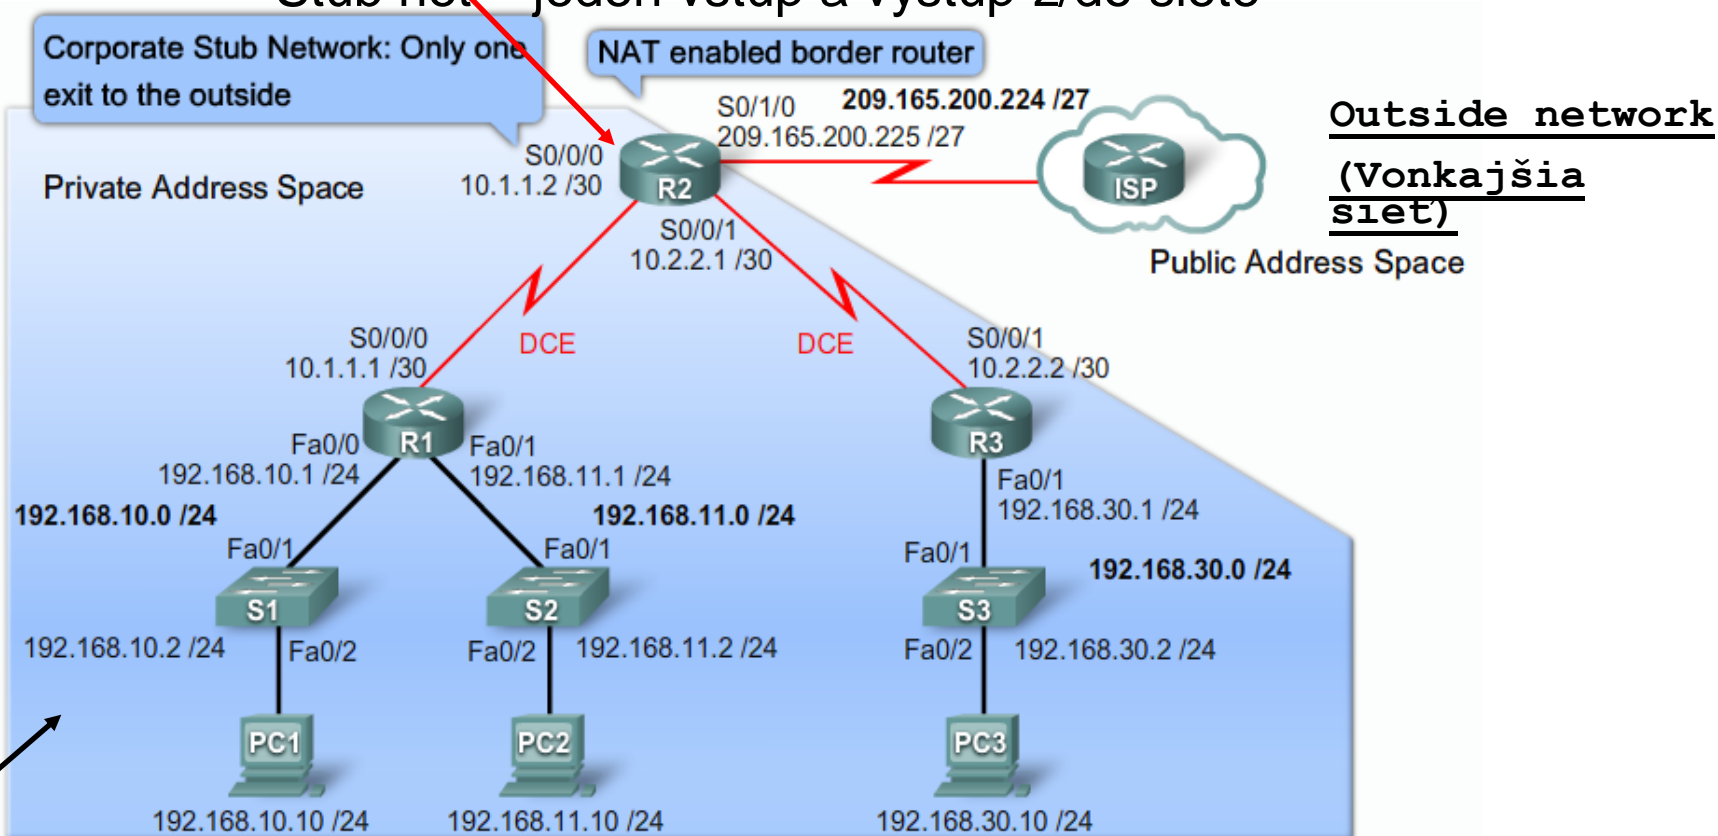 jeden vstup a výstup z/do siete
Corporate Stub Network: Only one
exit to the outside
NAT enabled border router
S0/1/0
209.165.200.224 /27
209.165.200.225 /27
Outside network
(Vonkajšia
sieť)
S0/0/0
10.1.1.2 /30
R2
ISP
Private Address Space
S0/0/1
10.2.2.1 /30
Public Address Space
DCE
DCE
S0/0/0
10.1.1.1 /30
S0/0/1
10.2.2.2 /30
R1
R3
Fa0/0
192.168.10.1 /24
Fa0/1
192.168.11.1 /24
Fa0/1
192.168.30.1 /24
192.168.10.0 /24
192.168.11.0 /24
192.168.30.0 /24
Fa0/1
Fa0/1
Fa0/1
S1
S2
S3
192.168.10.2 /24
Fa0/2
Fa0/2
192.168.11.2 /24
Fa0/2
192.168.30.2 /24
PC1
PC2
PC3
192.168.10.10 /24
192.168.11.10 /24
192.168.30.10 /24